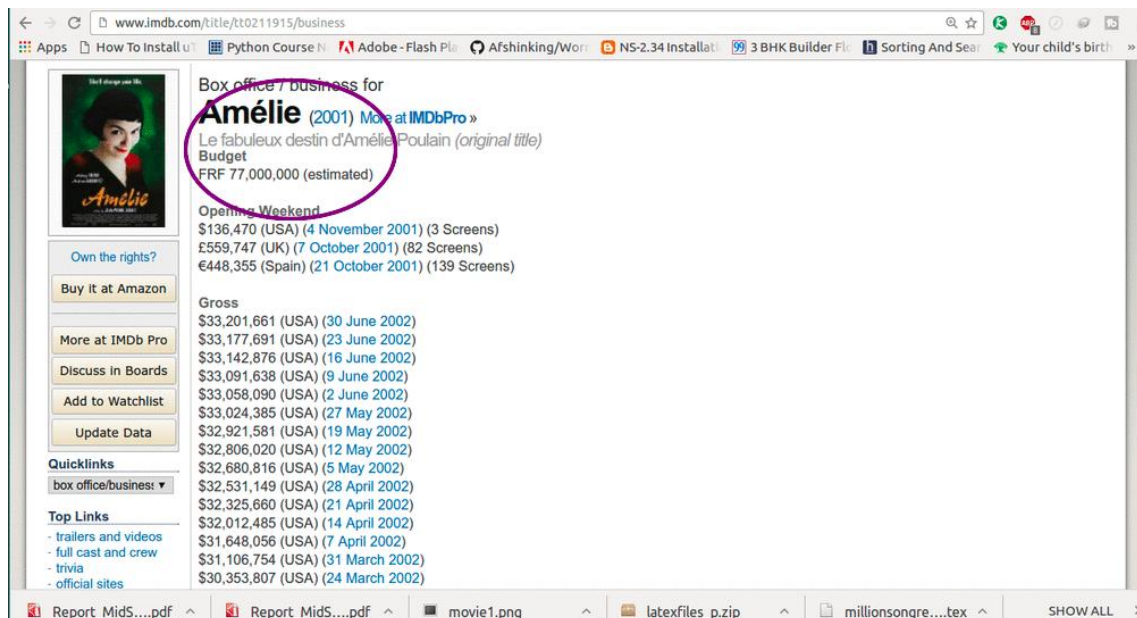 www.imdb.com/title/tt0211915/business
Apps How To Install u Python Course N Adobe - Flash Pla Afshinking/Wor NS-2.34 Installat 99 3 BHK Builder Flo h Sorting And Sear Your child's birth »
Box office / business for
Amélie (2001) More at IMDbPro »
Le fabuleux destin d'Amélie Poulain (original title)
Budget
FRF 77,000,000 (estimated)
Opening Weekend
$136,470 (USA) (4 November 2001) (3 Screens)
£559,747 (UK) (7 October 2001) (82 Screens)
€448,355 (Spain) (21 October 2001) (139 Screens)
Gross
$33,201,661 (USA) (30 June 2002)
$33,177,691 (USA) (23 June 2002)
$33,142,876 (USA) (16 June 2002)
$33,091,638 (USA) (9 June 2002)
$33,058,090 (USA) (2 June 2002)
$33,024,385 (USA) (27 May 2002)
$32,921,581 (USA) (19 May 2002)
$32,806,020 (USA) (12 May 2002)
$32,680,816 (USA) (5 May 2002)
$32,531,149 (USA) (28 April 2002)
$32,325,660 (USA) (21 April 2002)
$32,012,485 (USA) (14 April 2002)
$31,648,056 (USA) (7 April 2002)
$31,106,754 (USA) (31 March 2002)
$30,353,807 (USA) (24 March 2002)
Amélie
Own the rights?
Buy it at Amazon
More at IMDb Pro
Discuss in Boards
Add to Watchlist
Update Data
Quicklinks
box office/business ▾
Top Links
- trailers and videos
- full cast and crew
- trivia
- official sites
Report_MidS....pdf Report_MidS....pdf movie1.png latexfiles_p.zip millionsongre....tex SHOW ALL